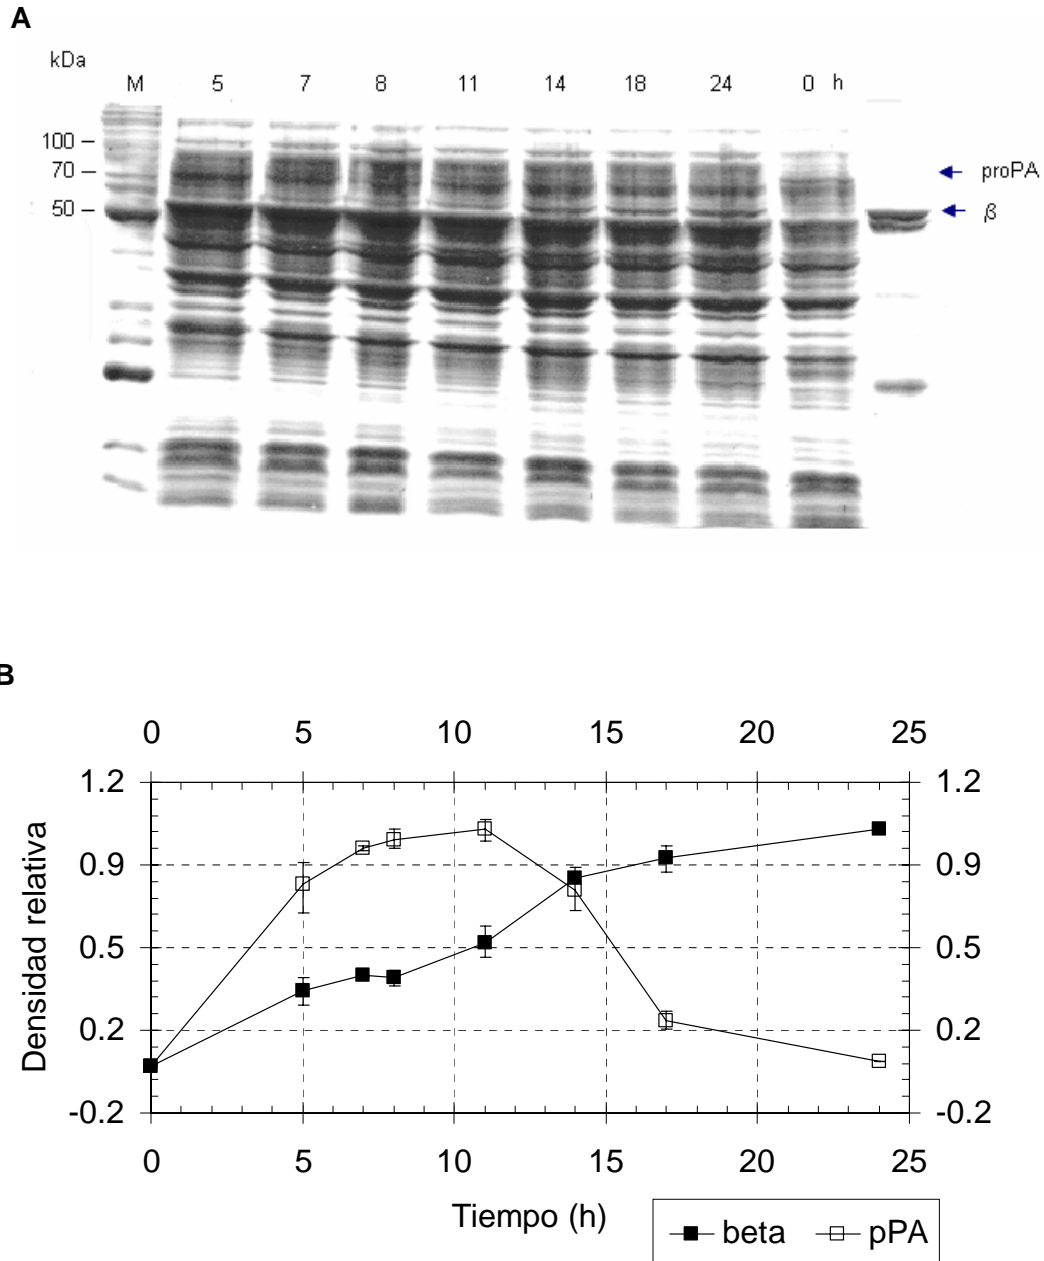 A
kDa
M 5 7 8 11 14 18 24 0 h
100
70
50
proPA
β
B
0 5 10 15 20 25
1.2 1.2
0.9 0.9
0.5 0.5
0.2 0.2
-0.2 -0.2
Densidad relativa
0 5 10 15 20 25
Tiempo (h)
beta pPA